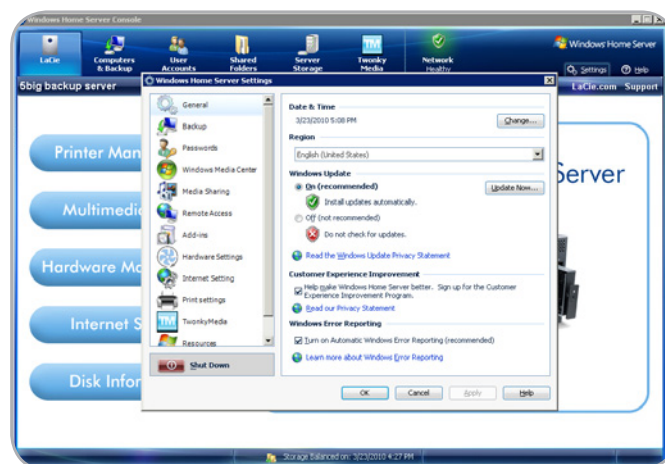 Windows Home Server Console
LaCie
Computers & Backup
User Accounts
Shared Folders
Server Storage
Twonky Media
Network Healthy
Windows Home Server
Settings
Help
5big backup server
LaCie.com Support
Windows Home Server Settings
Printer Man
Multimedi
Hardware Ma
Internet S
Disk Infor
Server
General
Backup
Passwords
Windows Media Center
Media Sharing
Remote Access
Add-ins
Hardware Settings
Internet Setting
Print settings
TwonkyMedia
Resources
Shut Down
Date & Time
3/23/2010 5:08 PM
Change...
Region
English (United States)
Windows Update
On (recommended)
Update Now...
Install updates automatically.
Off (not recommended)
Do not check for updates.
Read the Windows Update Privacy Statement
Customer Experience Improvement
Help make Windows Home Server better. Sign up for the Customer
Experience Improvement Program.
Read our Privacy Statement
Windows Error Reporting
Turn on Automatic Windows Error Reporting (recommended)
Learn more about Windows Error Reporting
OK
Cancel
Apply
Help
Storage Balanced on: 3/23/2010 4:27 PM